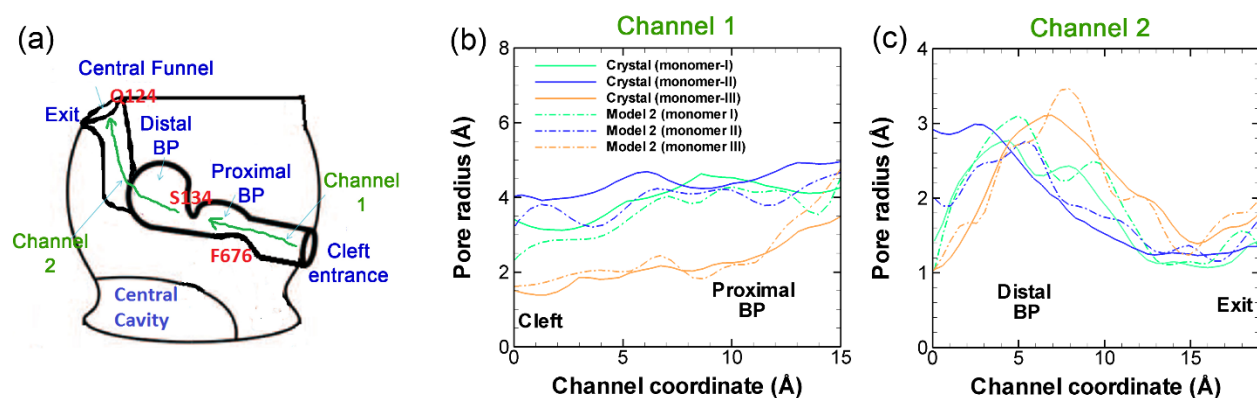 (a)
Central Funnel
Q124
Exit
Distal
BP
Proximal
BP
S134
Channel
1
Channel
2
F676
Cleft
entrance
Central
Cavity
Channel 1
(b)
Crystal (monomer-I)
Crystal (monomer-II)
Crystal (monomer-III)
Model 2 (monomer I)
Model 2 (monomer II)
Model 2 (monomer III)
Pore radius (Å)
8
6
4
2
0
Cleft
Proximal
BP
0 5 10 15
Channel coordinate (Å)
Channel 2
(c)
Pore radius (Å)
4
3
2
1
0
Distal
BP
Exit
0 5 10 15
Channel coordinate (Å)